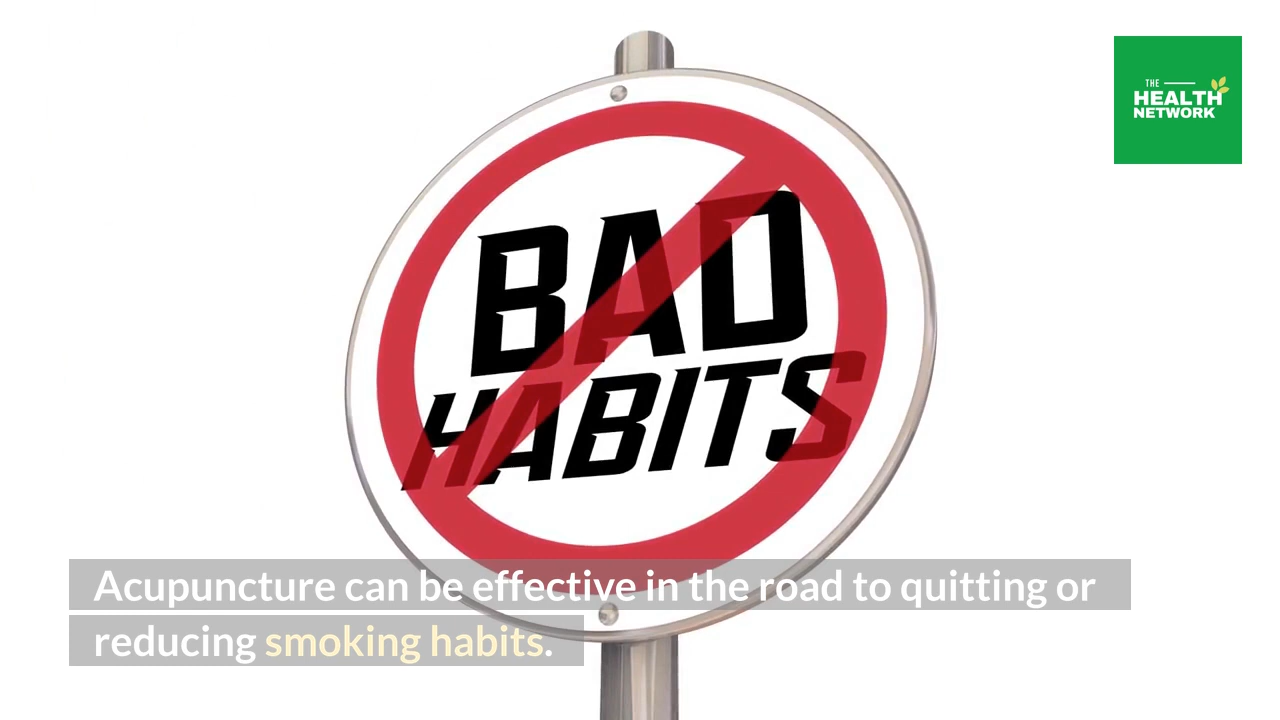 THE
HEALTH
NETWORK
BAD
HABITS
Acupuncture can be effective in the road to quitting or
reducing smoking habits.